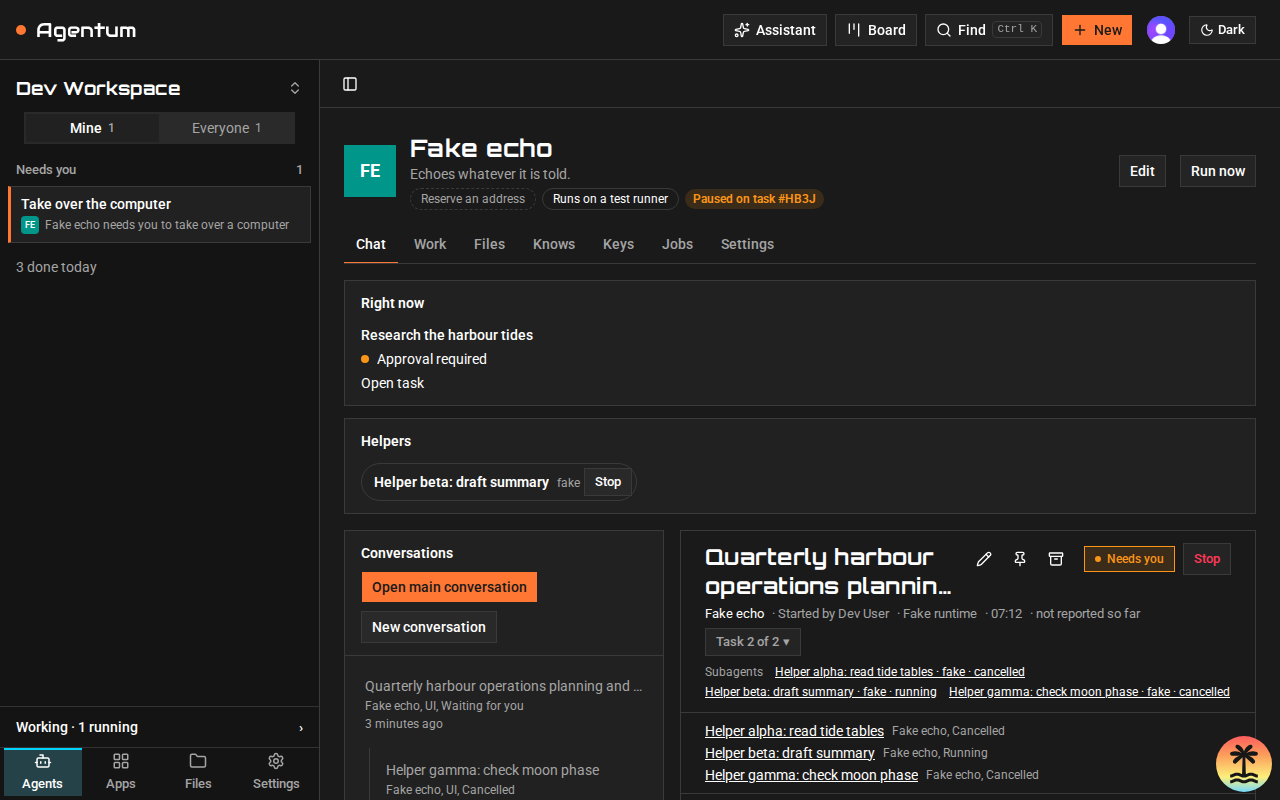 Agentum
Assistant
Board
Find Ctrl K
New
Dark
Dev Workspace
Mine 1
Everyone 1
Needs you 1
Take over the computer
FE Fake echo needs you to take over a computer
3 done today
Working · 1 running ›
Agents
Apps
Files
Settings
FE
Fake echo
Echoes whatever it is told.
Reserve an address
Runs on a test runner
Paused on task #HB3J
Edit
Run now
Chat
Work
Files
Knows
Keys
Jobs
Settings
Right now
Research the harbour tides
Approval required
Open task
Helpers
Helper beta: draft summary fake Stop
Conversations
Open main conversation
New conversation
Quarterly harbour operations planning and ...
Fake echo, UI, Waiting for you
3 minutes ago
Helper gamma: check moon phase
Fake echo, UI, Cancelled
Quarterly harbour
operations plannin...
Needs you
Stop
Fake echo · Started by Dev User · Fake runtime · 07:12 · not reported so far
Task 2 of 2 ▾
Subagents Helper alpha: read tide tables · fake · cancelled
Helper beta: draft summary · fake · running Helper gamma: check moon phase · fake · cancelled
Helper alpha: read tide tables Fake echo, Cancelled
Helper beta: draft summary Fake echo, Running
Helper gamma: check moon phase Fake echo, Cancelled